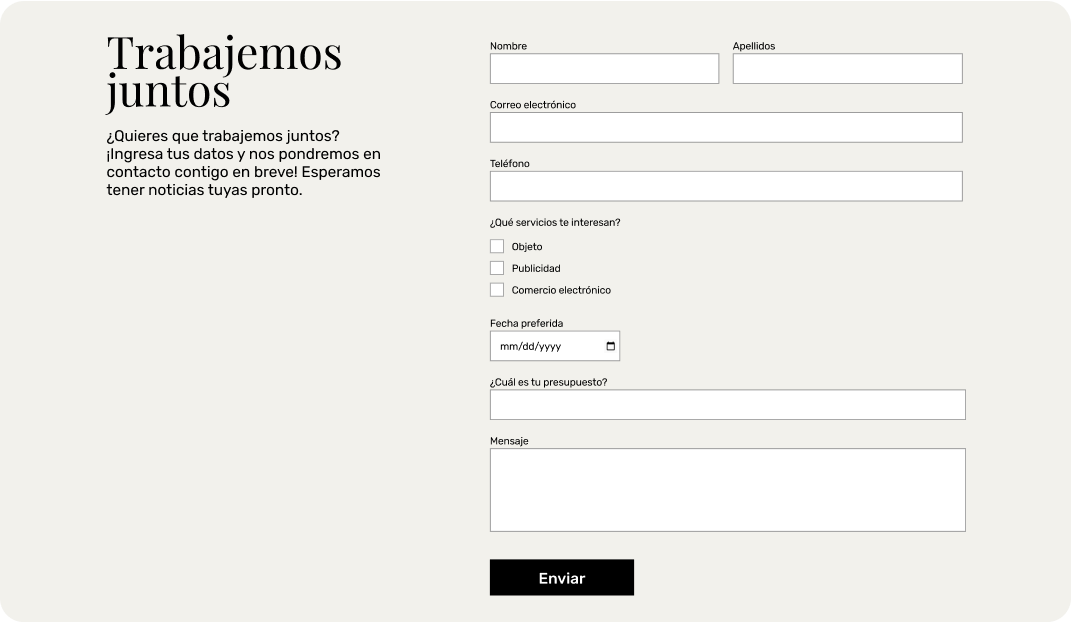 Trabajemos
juntos
¿Quieres que trabajemos juntos?
¡Ingresa tus datos y nos pondremos en
contacto contigo en breve! Esperamos
tener noticias tuyas pronto.
Nombre
Apellidos
Correo electrónico
Teléfono
¿Qué servicios te interesan?
Objeto
Publicidad
Comercio electrónico
Fecha preferida
mm/dd/yyyy
¿Cuál es tu presupuesto?
Mensaje
Enviar